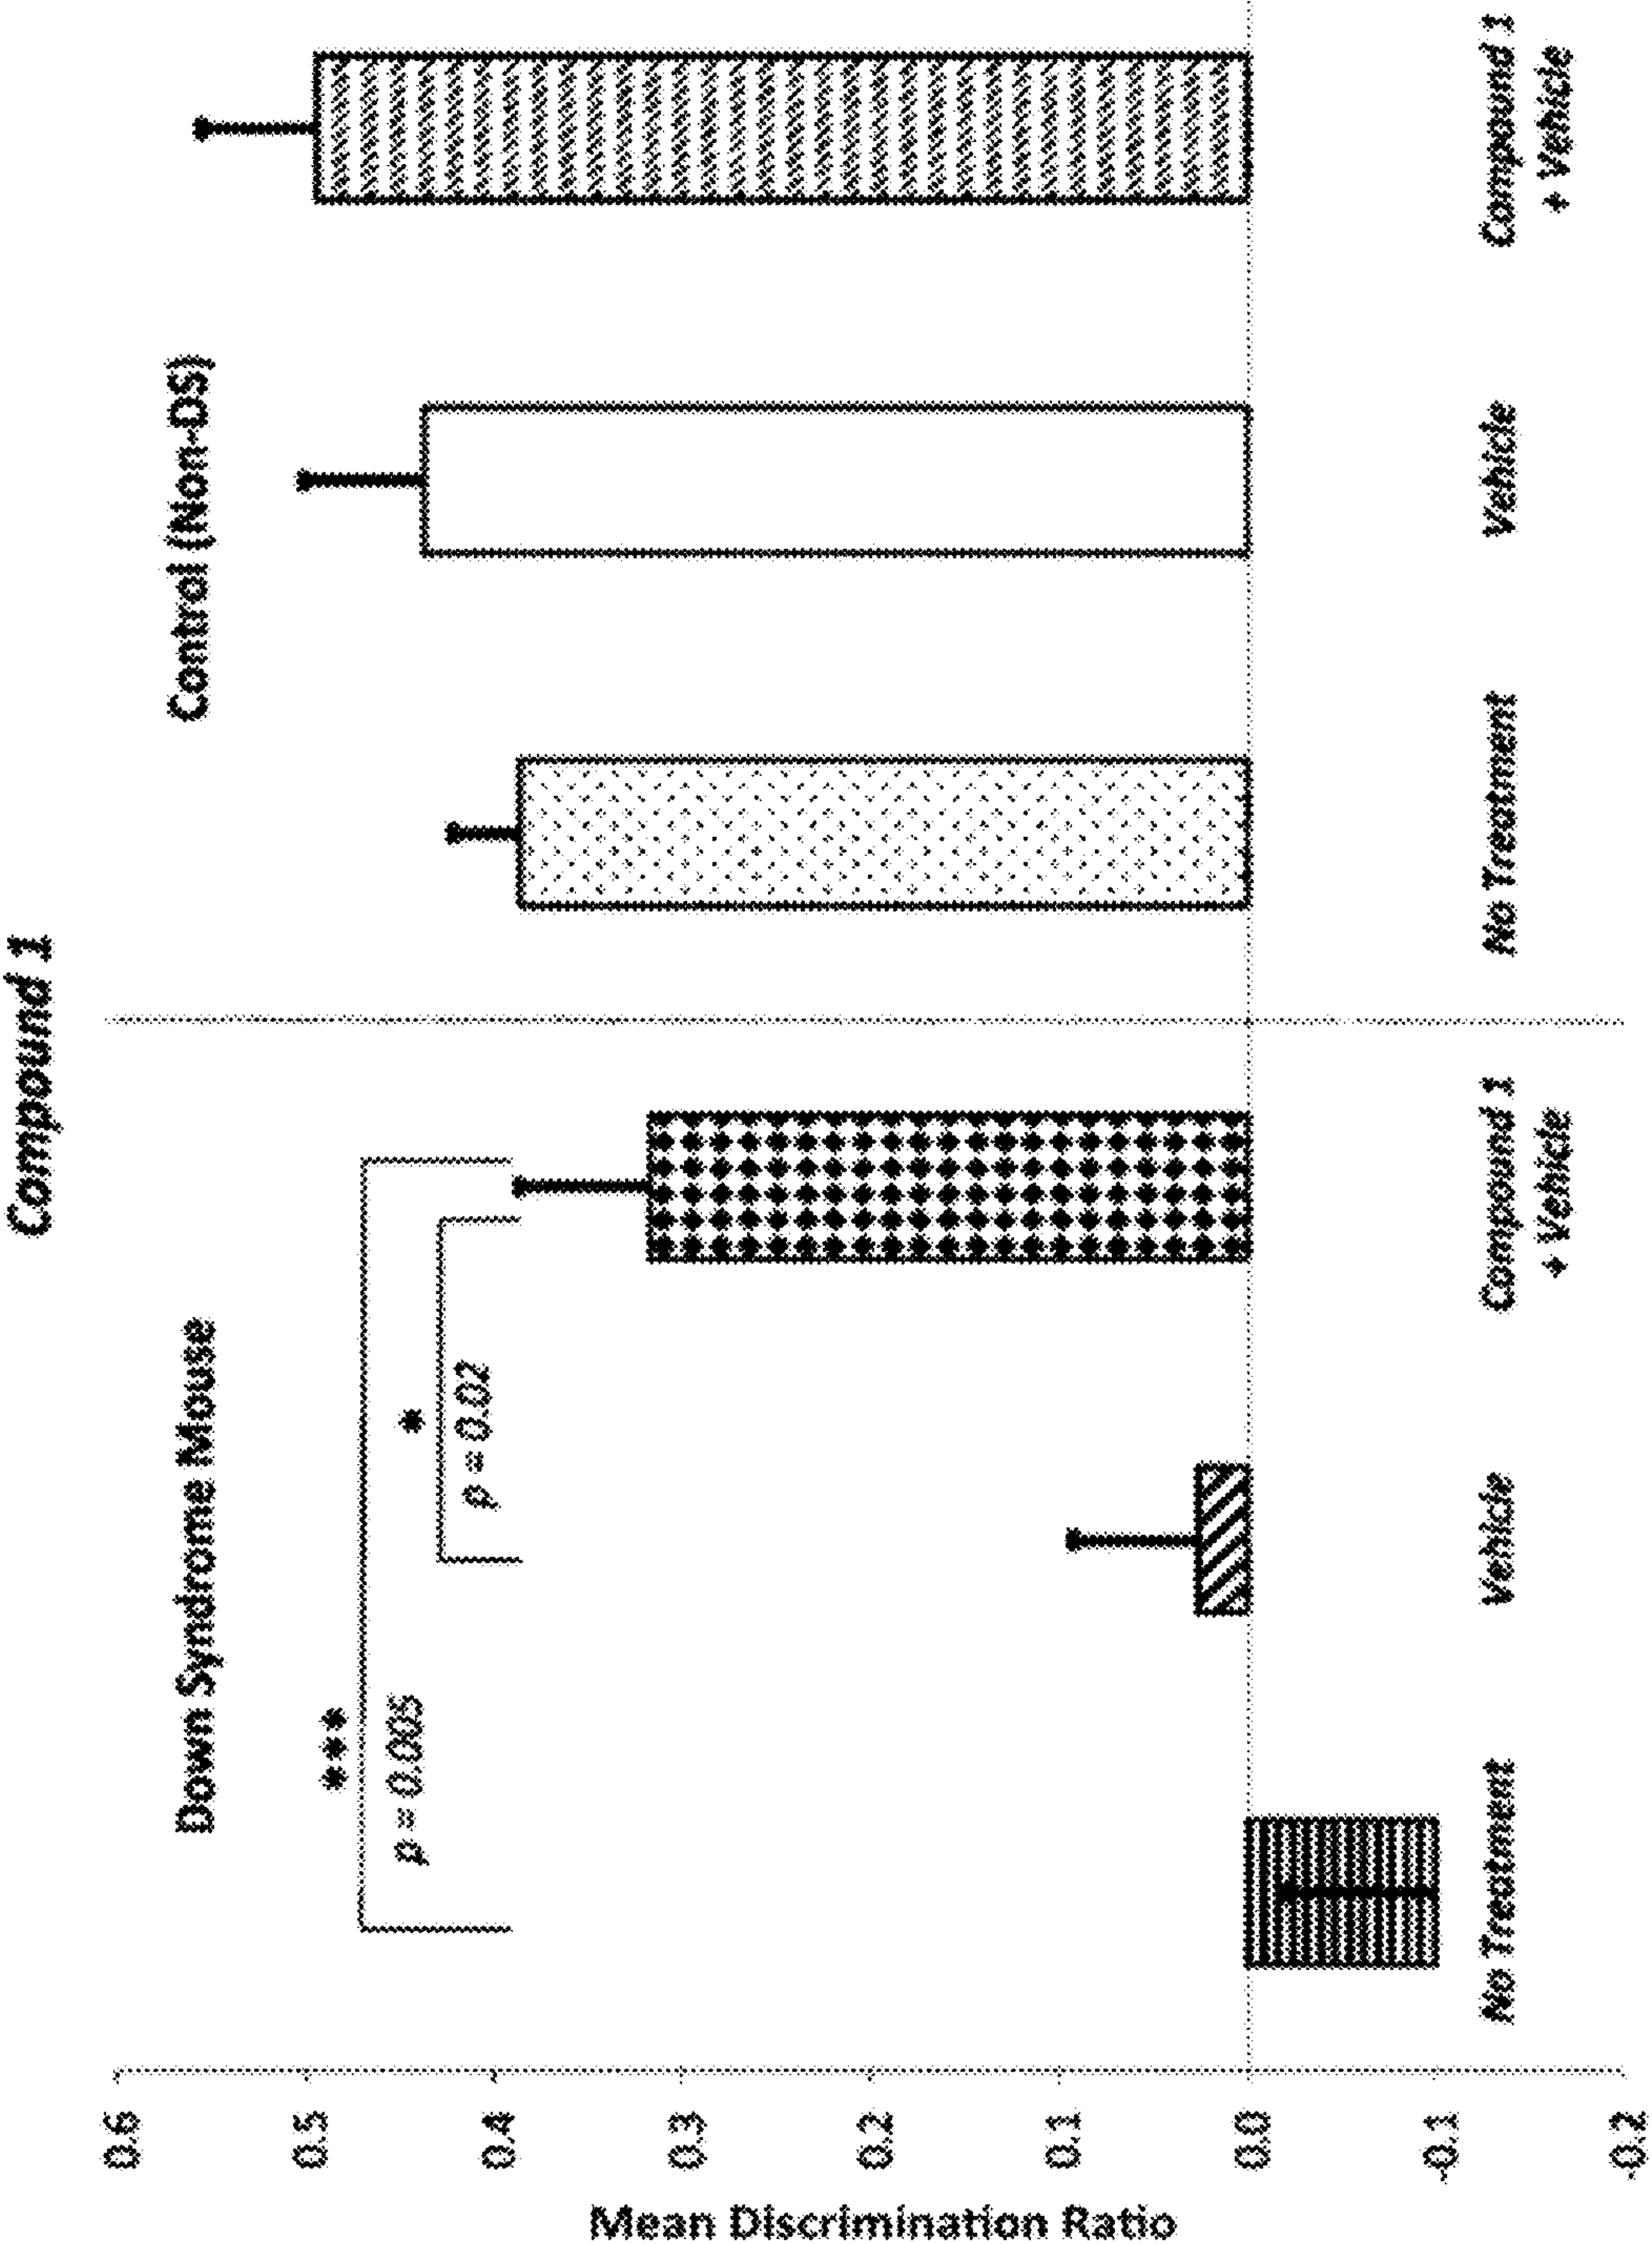 Compound 1
Down Syndrome Mouse
Control (Non-DS)
***
p = 0.005
*
p = 0.02
Mean Discrimination Ratio
0.6
0.5
0.4
0.3
0.2
0.1
0.0
-0.1
-0.2
No Treatment
Vehicle
Compound 1
+ Vehicle
No Treatment
Vehicle
Compound 1
+ Vehicle